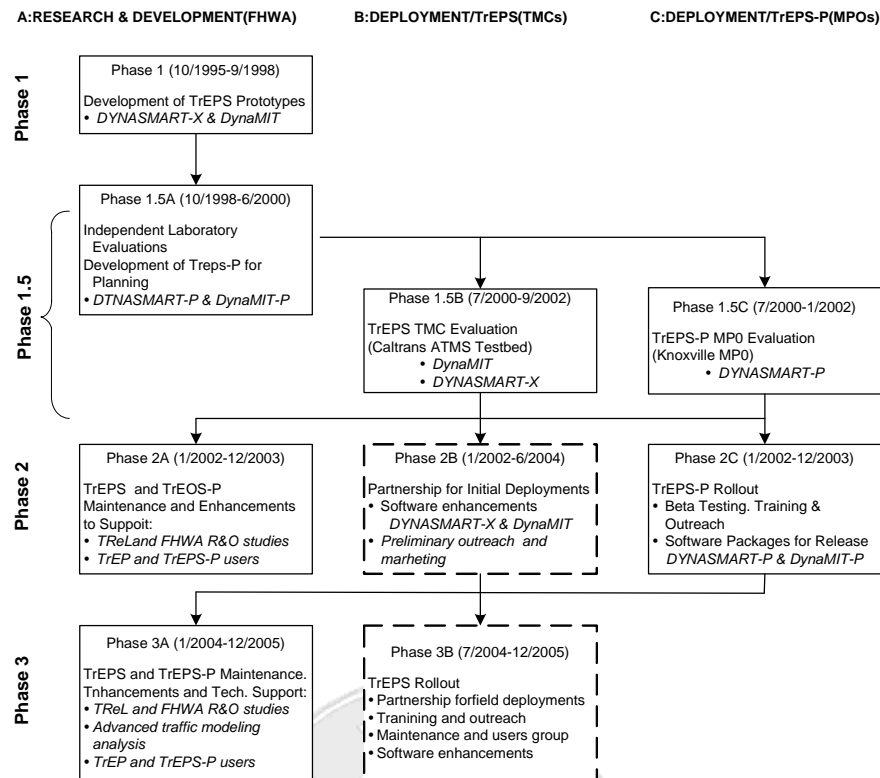 A:RESEARCH & DEVELOPMENT(FHWA)
B:DEPLOYMENT/TrEPS(TMCs)
C:DEPLOYMENT/TrEPS-P(MPOs)
Phase 1
Phase 1 (10/1995-9/1998)
Development of TrEPS Prototypes
• DYNASMART-X & DynaMIT
Phase 1.5
Phase 1.5A (10/1998-6/2000)
Independent Laboratory
Evaluations
Development of Treps-P for
Planning
• DTNASMART-P & DynaMIT-P
Phase 1.5B (7/2000-9/2002)
TrEPS TMC Evaluation
(Caltrans ATMS Testbed)
• DynaMIT
• DYNASMART-X
Phase 1.5C (7/2000-1/2002)
TrEPS-P MP0 Evaluation
(Knoxville MP0)
• DYNASMART-P
Phase 2
Phase 2A (1/2002-12/2003)
TrEPS and TrEOS-P
Maintenance and Enhancements
to Suppoit:
• TReLand FHWA R&O studies
• TrEP and TrEPS-P users
Phase 2B (1/2002-6/2004)
Partnership for Initial Deployments
• Software enhancements
DYNASMART-X & DynaMIT
• Preliminary outreach and
marheting
Phase 2C (1/2002-12/2003)
TrEPS-P Rollout
• Beta Testing. Training &
Outreach
• Software Packages for Release
DYNASMART-P & DynaMIT-P
Phase 3
Phase 3A (1/2004-12/2005)
TrEPS and TrEPS-P Maintenance.
Tnhancements and Tech. Support:
• TReL and FHWA R&O studies
• Advanced traffic modeling
analysis
• TrEP and TrEPS-P users
Phase 3B (7/2004-12/2005)
TrEPS Rollout
• Partnership forfield deployments
• Tranining and outreach
• Maintenance and users group
• Software enhancements